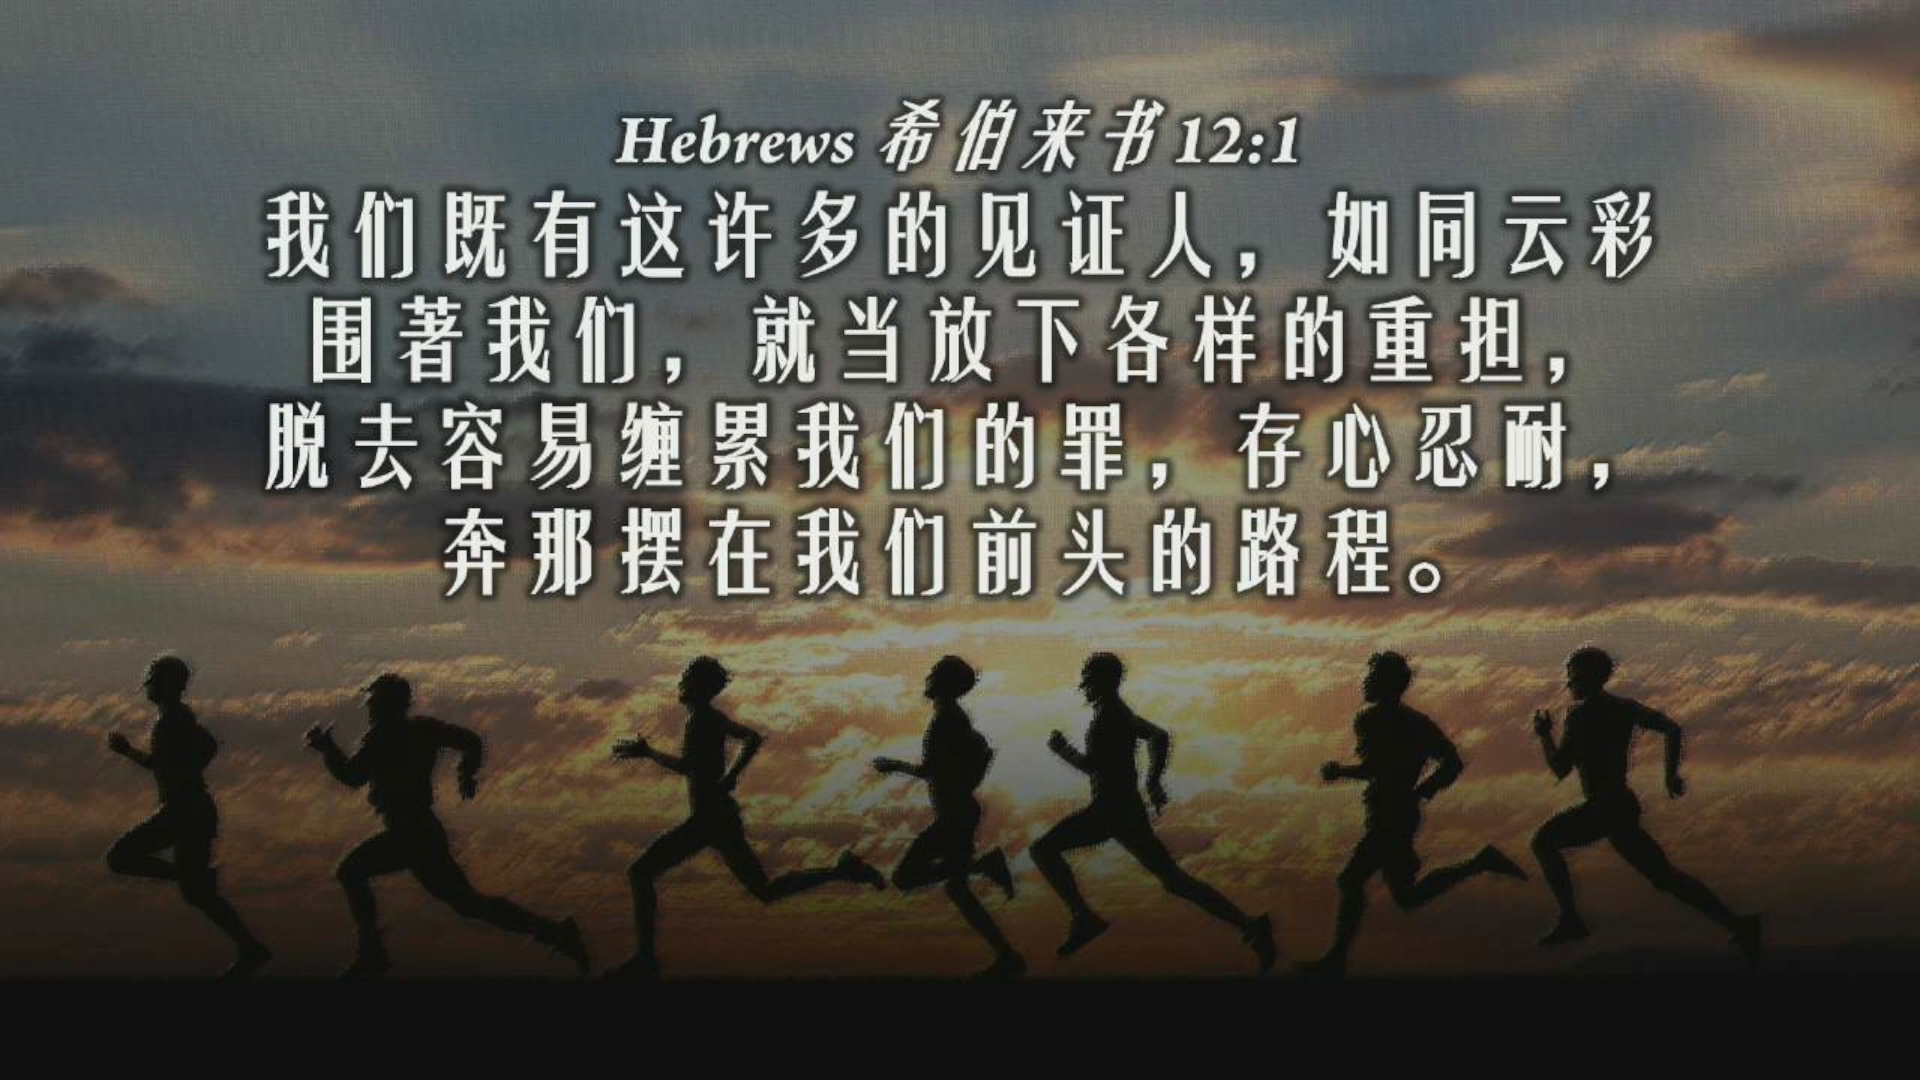 Hebrews 希伯来书 12:1
我们既有这许多的见证人，如同云彩
围著我们，就当放下各样的重担，
脱去容易缠累我们的罪，存心忍耐，
奔那摆在我们前头的路程。